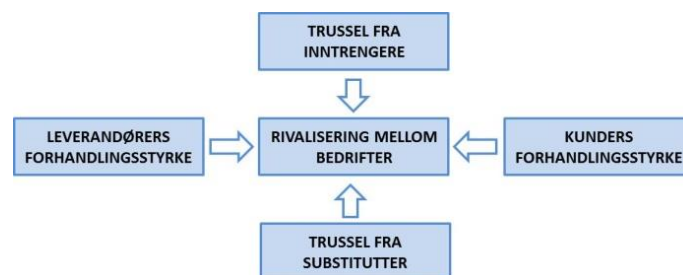 TRUSSEL FRA
INNTRENGERE
LEVERANDØRERS
FORHANDLINGSSTYRKE
RIVALISERING MELLOM
BEDRIFTER
KUNDERS
FORHANDLINGSSTYRKE
TRUSSEL FRA
SUBSTITUTTER